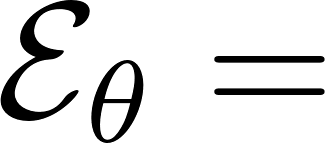 ℰ_θ =